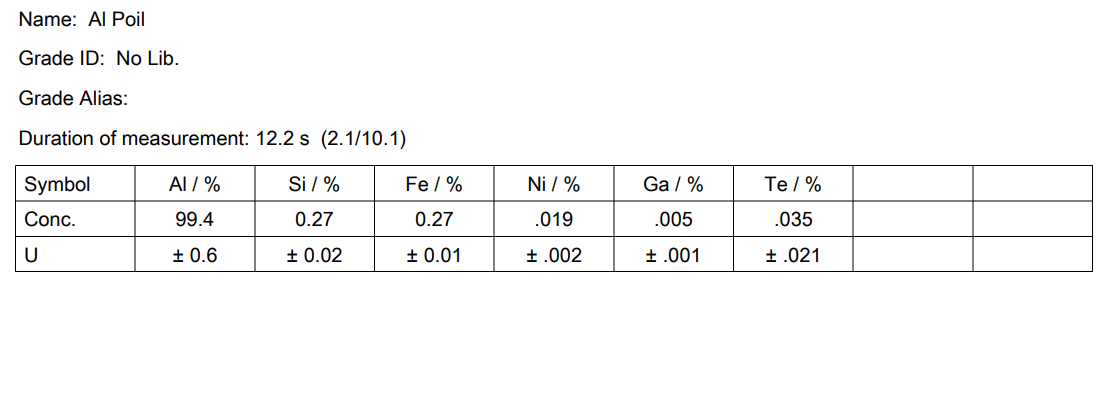 Name: Al Poil
Grade ID: No Lib.
Grade Alias:
Duration of measurement: 12.2 s (2.1/10.1)
Symbol Al / % Si / % Fe / % Ni / % Ga / % Te / %
Conc. 99.4 0.27 0.27 .019 .005 .035
U ± 0.6 ± 0.02 ± 0.01 ± .002 ± .001 ± .021